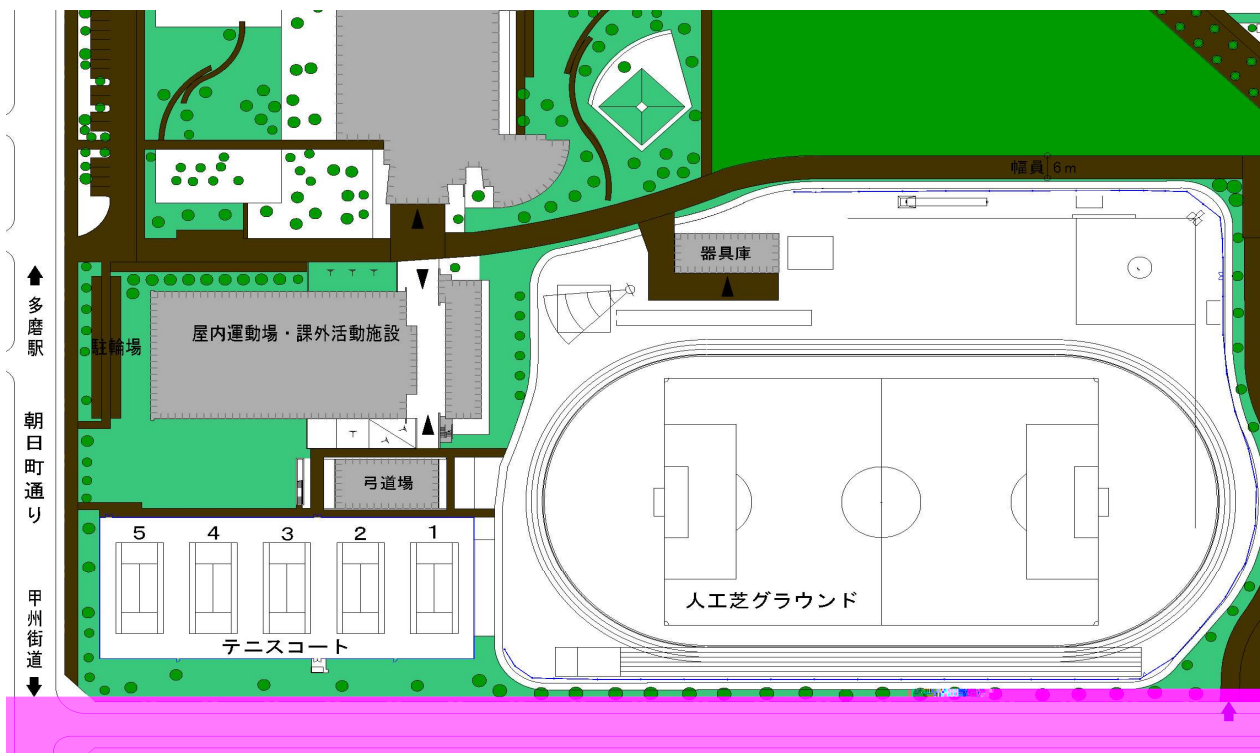 幅員 6m
器具庫
屋内運動場・課外活動施設
駐輪場
多磨駅
朝日町通り
甲州街道
弓道場
5 4 3 2 1
テニスコート
人工芝グラウンド